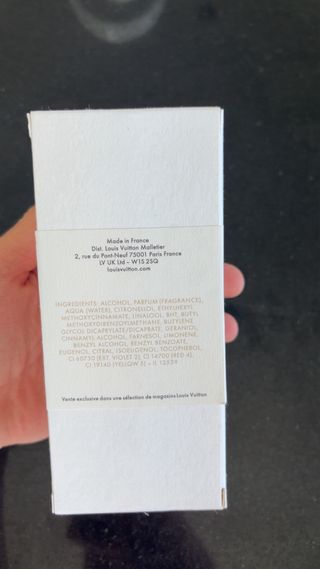 Made in France
Dist. Louis Vuitton Malletier
2, rue du Pont-Neuf 75001 Paris France
LV UK Ltd – W1S 2SQ
louisvuitton.com
INGREDIENTS: ALCOHOL, PARFUM (FRAGRANCE),
AQUA (WATER), CITRONELLOL, ETHYLHEXYL
METHOXYCINNAMATE, LINALOOL, BHT, BUTYL
METHOXYDIBENZOYLMETHANE, BUTYLENE
GLYCOL DICAPRYLATE/DICAPRATE, GERANIOL,
CINNAMYL ALCOHOL, FARNESOL, LIMONENE,
BENZYL ALCOHOL, BENZYL BENZOATE,
EUGENOL, CITRAL, ISOEUGENOL, TOCOPHEROL,
CI 60730 (EXT. VIOLET 2), CI 14700 (RED 4),
CI 19140 (YELLOW 5) – IL 12524
Vente exclusive dans une sélection de magasins Louis Vuitton